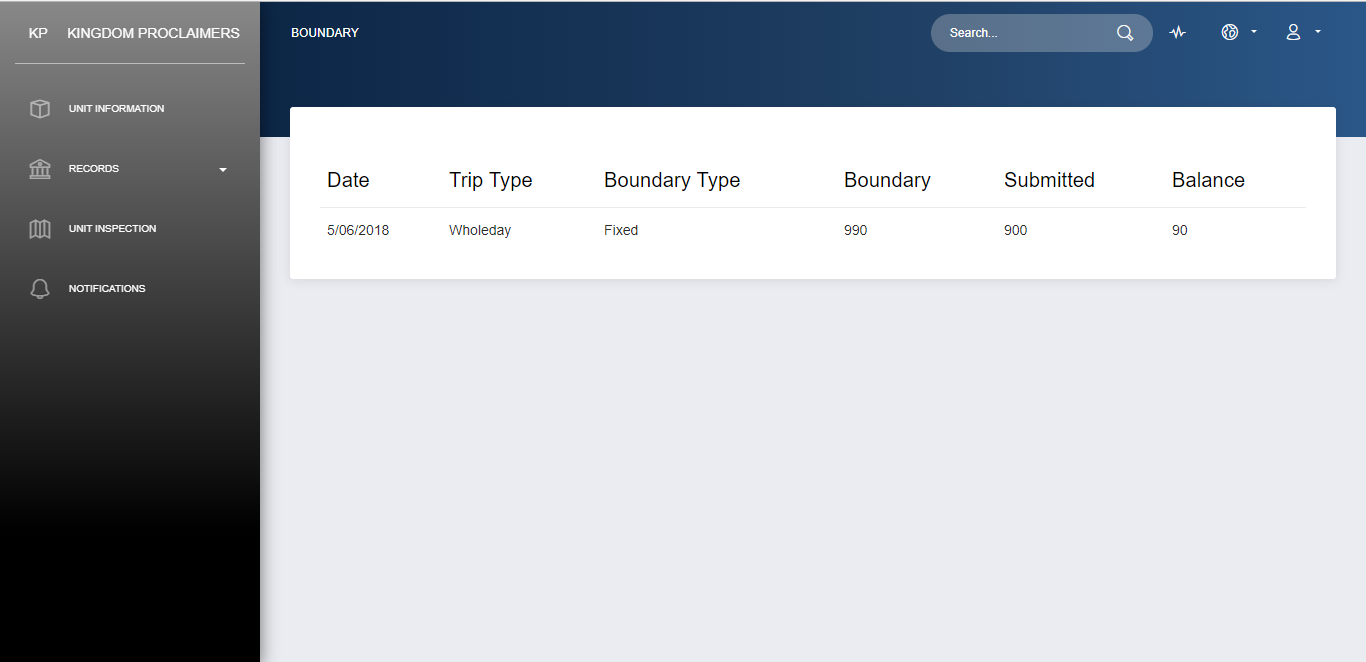 KP KINGDOM PROCLAIMERS
UNIT INFORMATION
RECORDS
UNIT INSPECTION
NOTIFICATIONS
BOUNDARY
Search...
Date Trip Type Boundary Type Boundary Submitted Balance
5/06/2018 Wholeday Fixed 990 900 90